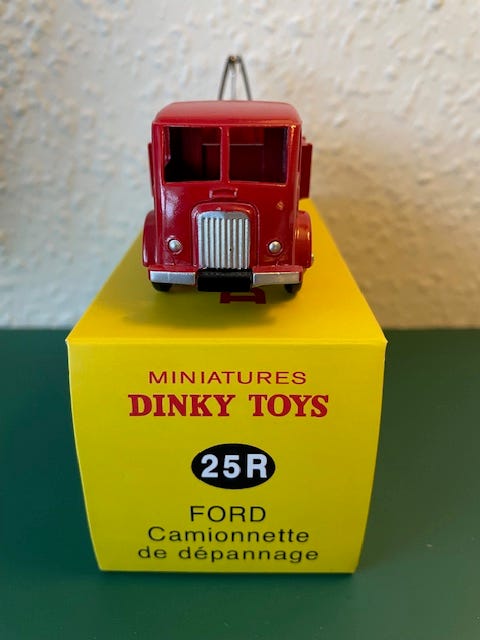 MINIATURES
DINKY TOYS
25R
FORD
Camionnette
de dépannage